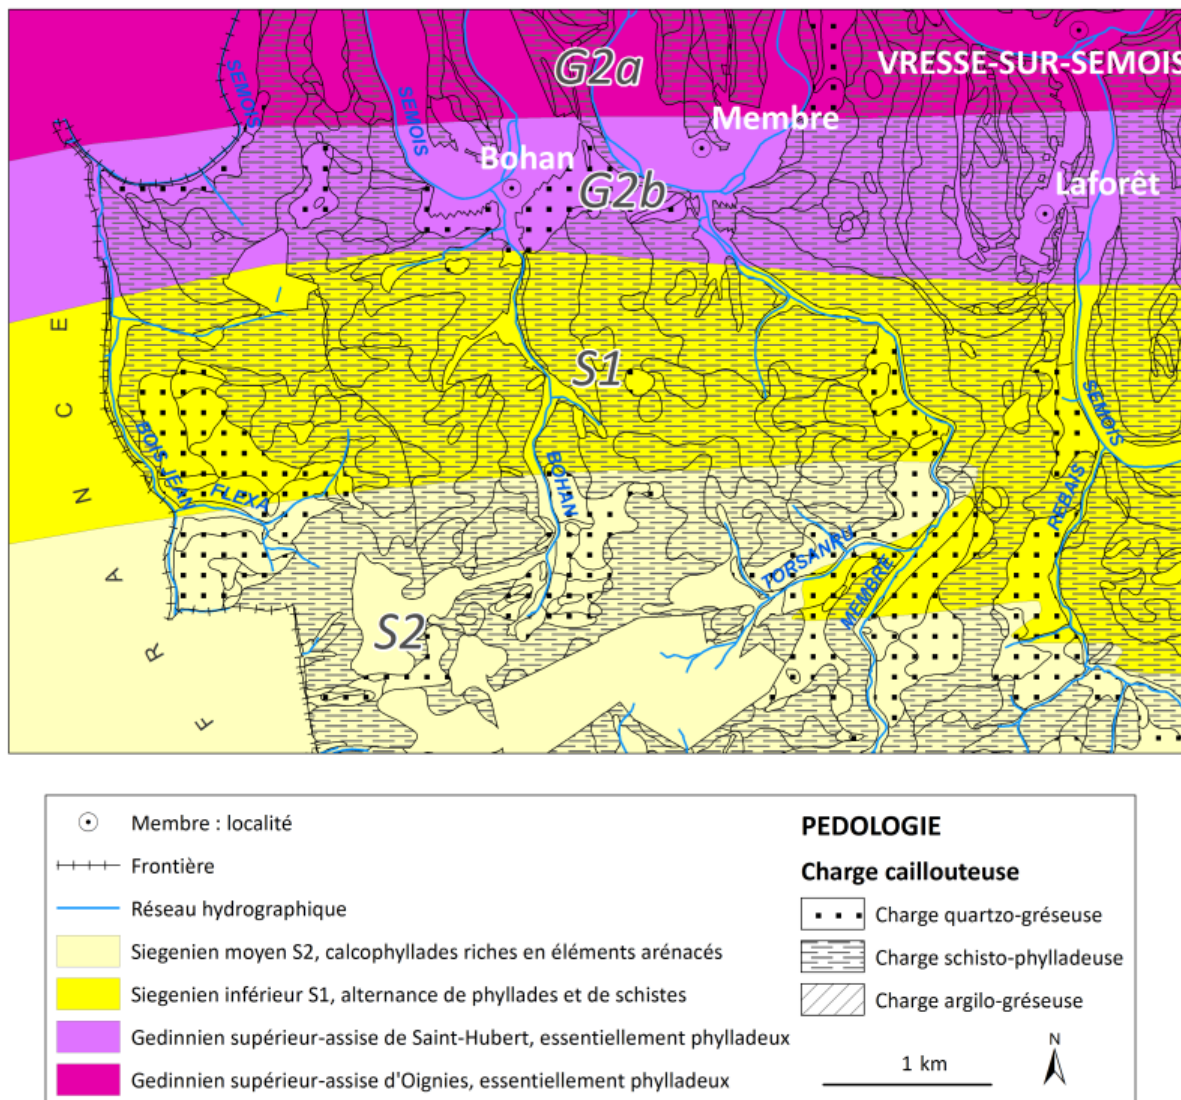 G2a
VRESSE-SUR-SEMOIS
SEMOIS
SEMOIS
Membre
Bohan
G2b
Laforêt
S1
SEMOIS
BOIS JEAN
FLEXA
BOHAN
REBAIS
TORSANRU
MEMBRE
S2
F R A N C E
Membre : localité
Frontière
Réseau hydrographique
Siegenien moyen S2, calcophyllades riches en éléments arénacés
Siegenien inférieur S1, alternance de phyllades et de schistes
Gedinnien supérieur-assise de Saint-Hubert, essentiellement phylladeux
Gedinnien supérieur-assise d'Oignies, essentiellement phylladeux
PEDOLOGIE
Charge caillouteuse
Charge quartzo-gréseuse
Charge schisto-phylladeuse
Charge argilo-gréseuse
1 km
N